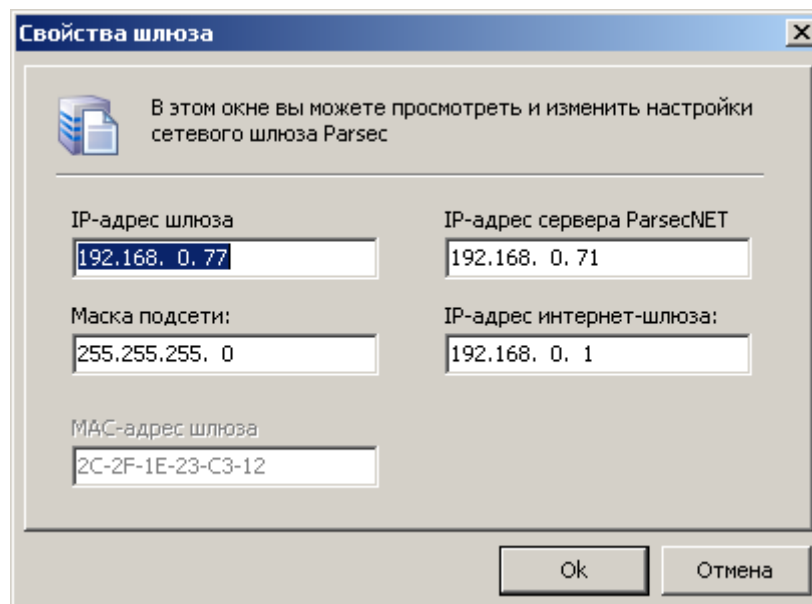 Свойства шлюза
В этом окне вы можете просмотреть и изменить настройки
сетевого шлюза Parsec
IP-адрес шлюза
192.168. 0. 77
IP-адрес сервера ParsecNET
192.168. 0. 71
Маска подсети:
255.255.255. 0
IP-адрес интернет-шлюза:
192.168. 0. 1
МАС-адрес шлюза
2C-2F-1E-23-C3-12
Ok
Отмена